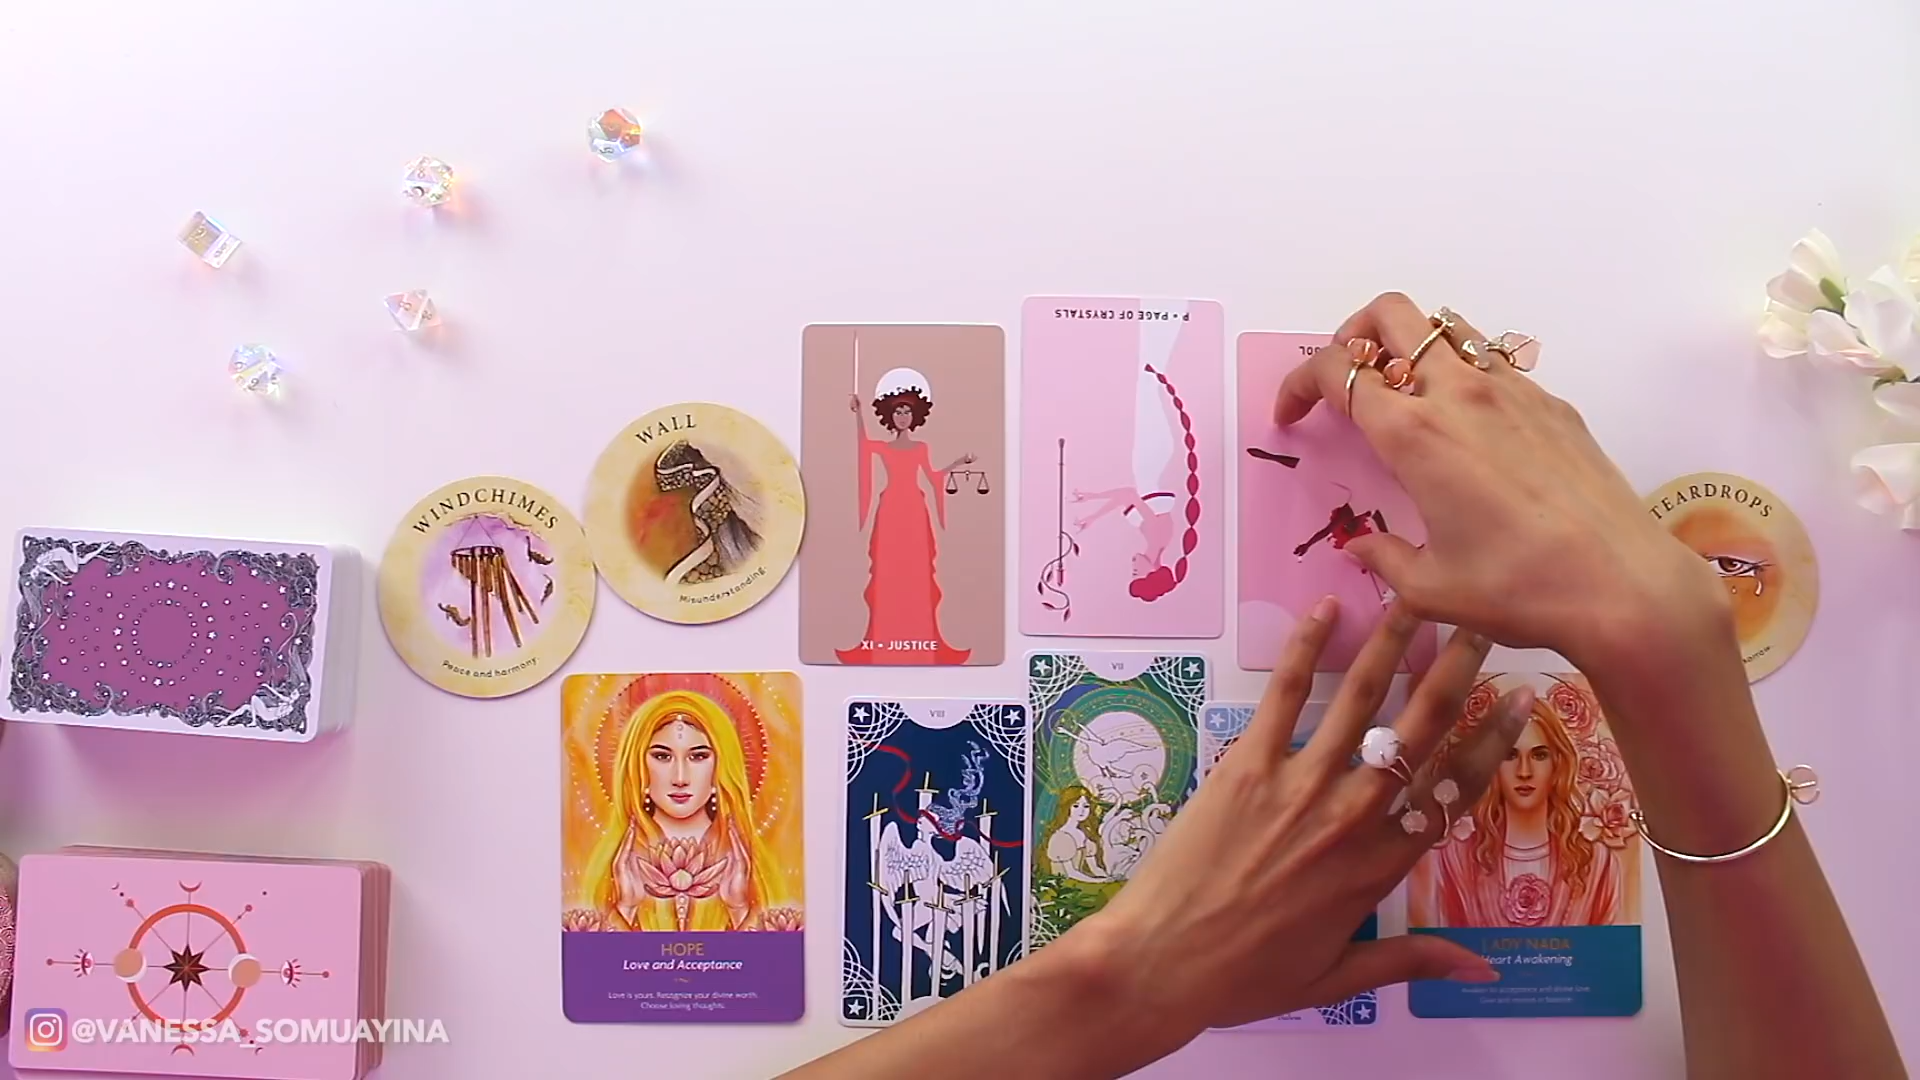 P • PAGE OF CRYSTALS
WALL
Misunderstanding.
WINDCHIMES
Peace and harmony.
XI • JUSTICE
TEARDROPS
VIII
VII
HOPE
Love and Acceptance
Love is yours. Recognize your divine worth.
Choose loving thoughts.
LADY NADA
Heart Awakening
@VANESSA_SOMUAYINA